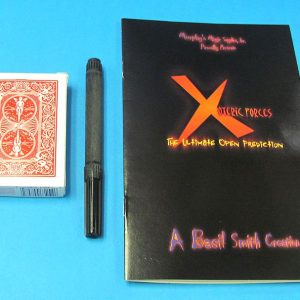 Murphy's Magic Supplies, Inc.
Proudly Presents
XOTERIC FORCES
The Ultimate Open Prediction
A Basil Smith Creation